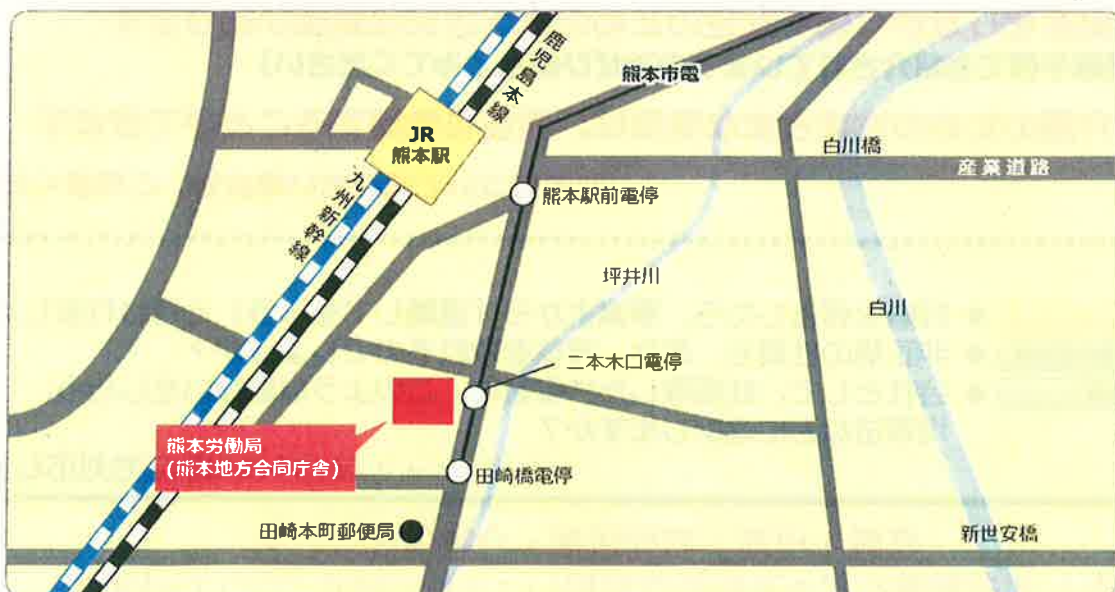 鹿児島本線
熊本市電
JR
熊本駅
白川橋
産業道路
九州新幹線
熊本駅前電停
坪井川
白川
二本木口電停
熊本労働局
(熊本地方合同庁舎)
田崎橋電停
田崎本町郵便局
新世安橋